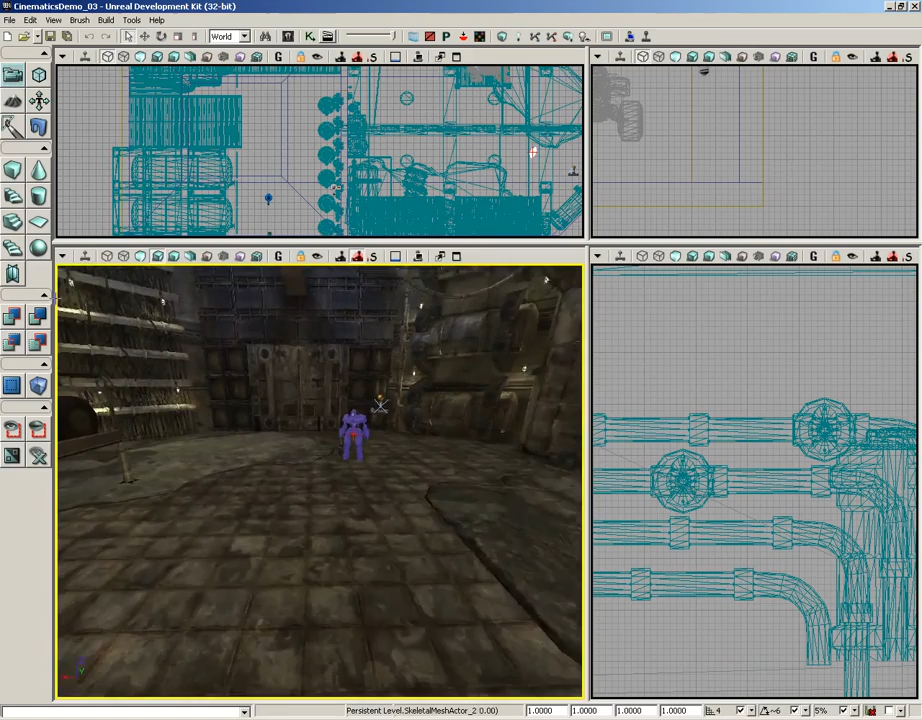 CinematicsDemo_03 - Unreal Development Kit (32-bit)
File Edit View Brush Build Tools Help
World K P S
G S G S
G S G S
Persistent Level.SkeletalMeshActor_2 0.00) 1.0000 1.0000 1.0000 1.0000 4 6 5%